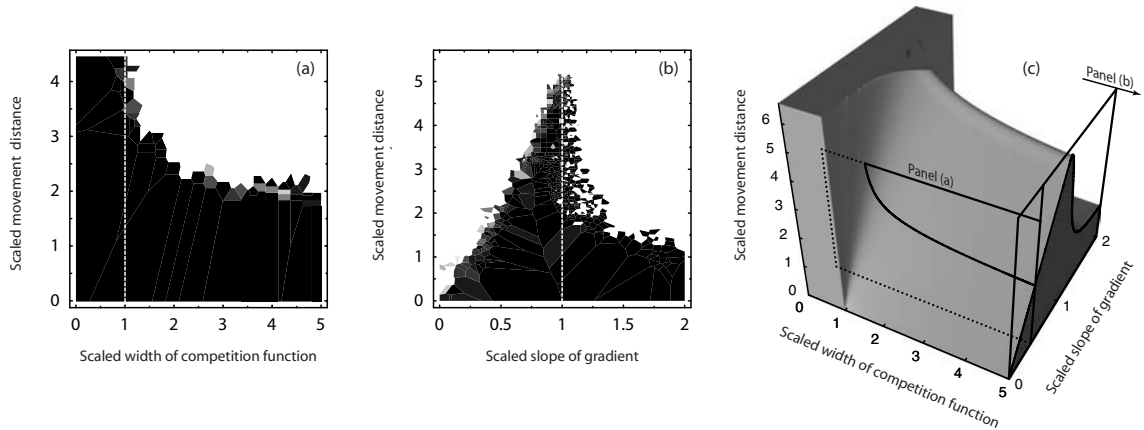 (a)
4
3
2
1
0
0 1 2 3 4 5
Scaled movement distance
Scaled width of competition function
(b)
5
4
3
2
1
0
0 0.5 1 1.5 2
Scaled movement distance
Scaled slope of gradient
(c)
Panel (b)
Panel (a)
6
5
4
3
2
1
0
Scaled movement distance
0
1
2
3
4
5
Scaled width of competition function
0
1
2
Scaled slope of gradient